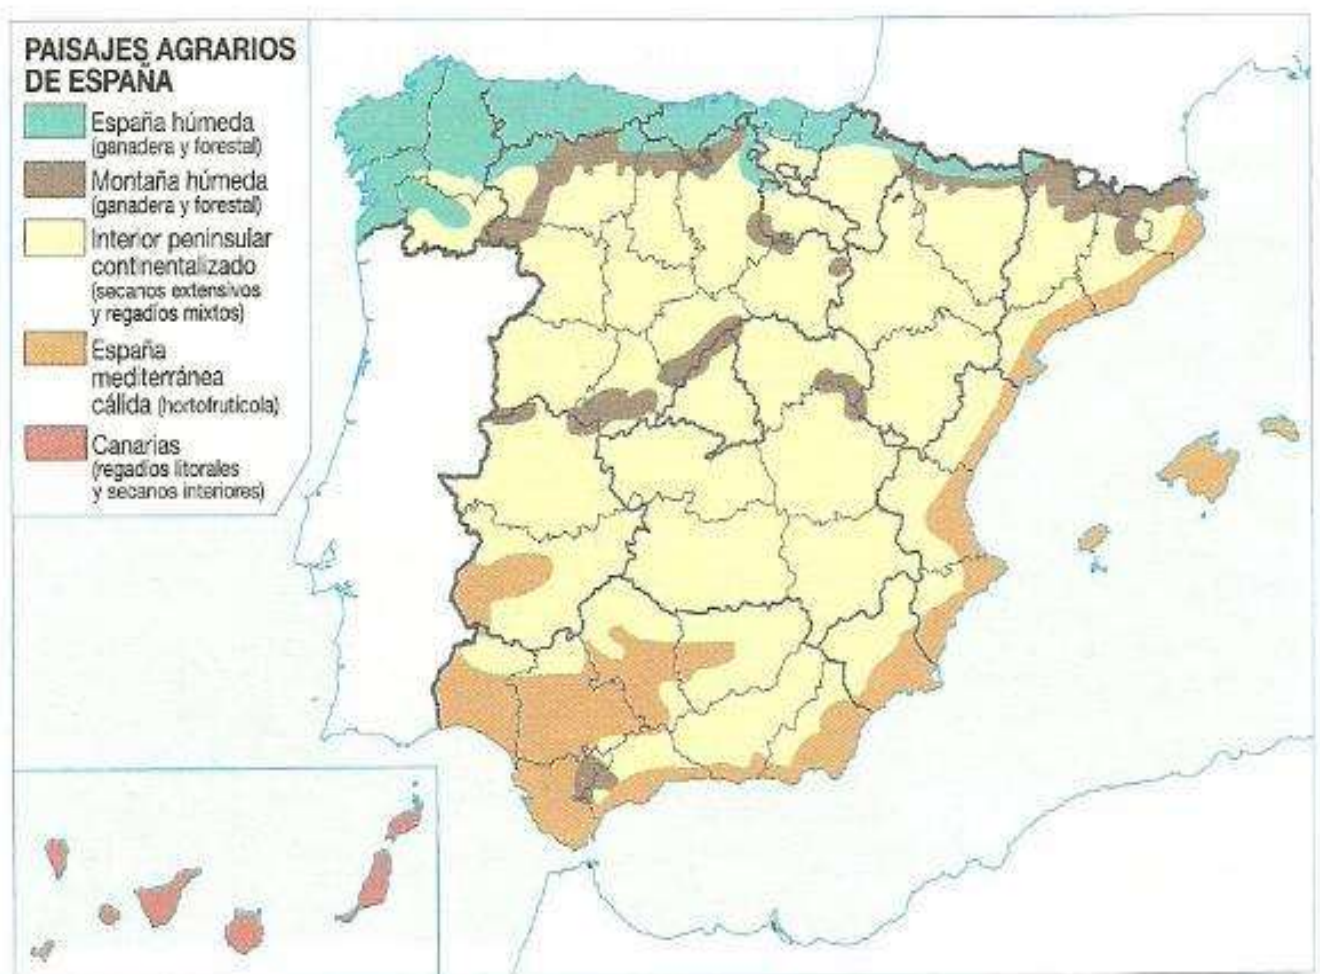 PAISAJES AGRARIOS
DE ESPAÑA
España húmeda
(ganadera y forestal)
Montaña húmeda
(ganadera y forestal)
Interior peninsular
continentalizado
(secanos extensivos
y regadíos mixtos)
España
mediterránea
cálida (hortofrutícola)
Canarias
(regadíos litorales
y secanos interiores)